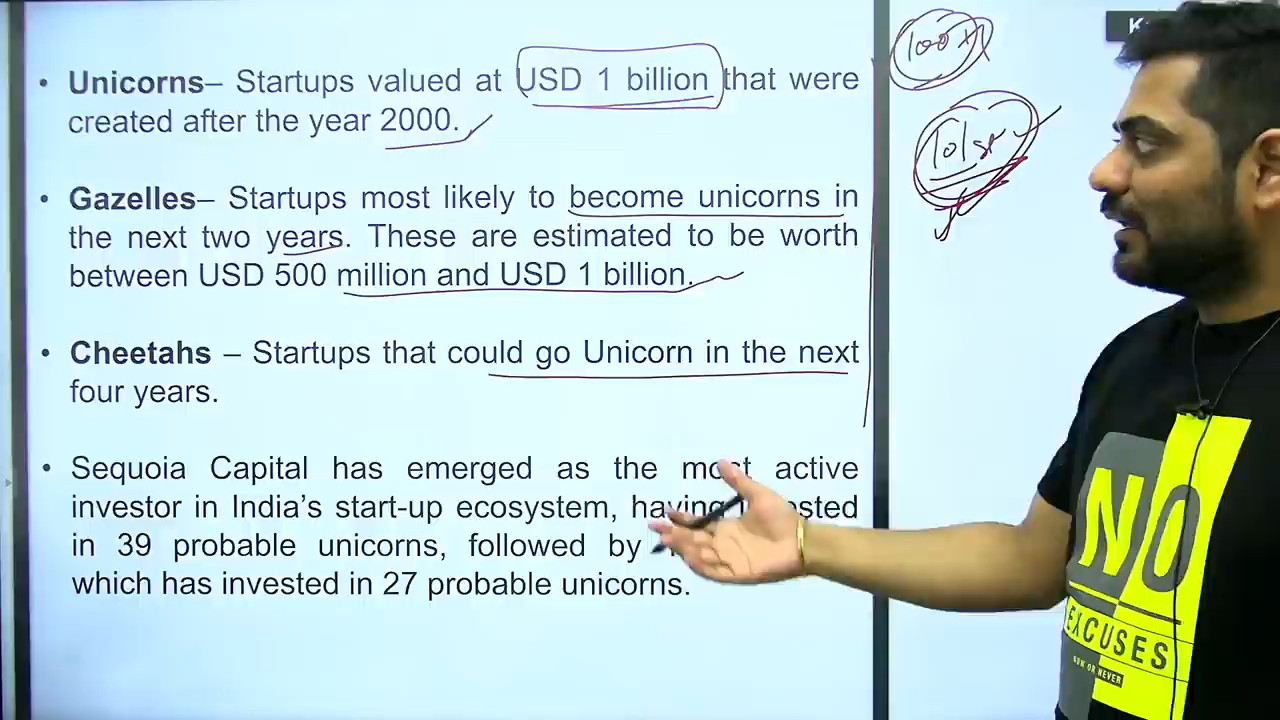 • Unicorns– Startups valued at USD 1 billion that were
created after the year 2000.
• Gazelles– Startups most likely to become unicorns in
the next two years. These are estimated to be worth
between USD 500 million and USD 1 billion.
• Cheetahs – Startups that could go Unicorn in the next
four years.
• Sequoia Capital has emerged as the most active
investor in India's start-up ecosystem, having
in 39 probable unicorns, followed by
which has invested in 27 probable unicorns.
NO
EXCUSES
OR NEVER